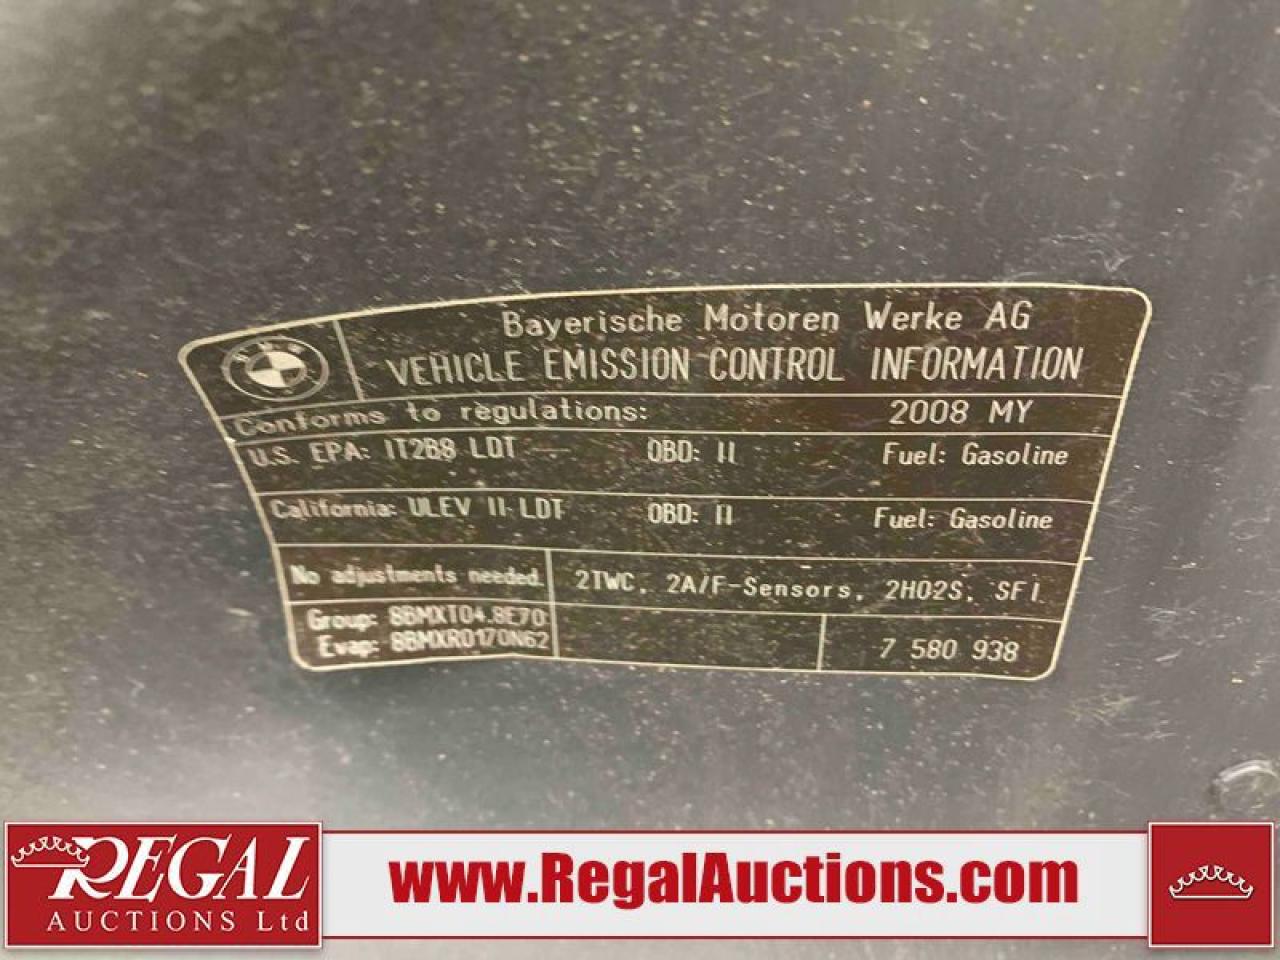 Bayerische Motoren Werke AG
BMW
VEHICLE EMISSION CONTROL INFORMATION
Conforms to regulations: 2008 MY
U.S. EPA: 1T2B8 LDT OBD: II Fuel: Gasoline
California: ULEV II LDT OBD: II Fuel: Gasoline
No adjustments needed. 2TWC, 2A/F-Sensors, 2HO2S, SFI
Group: 8BMXT04.8E70
Evap: 8BMXR0170N62
7 580 938
REGAL
AUCTIONS Ltd
www.RegalAuctions.com